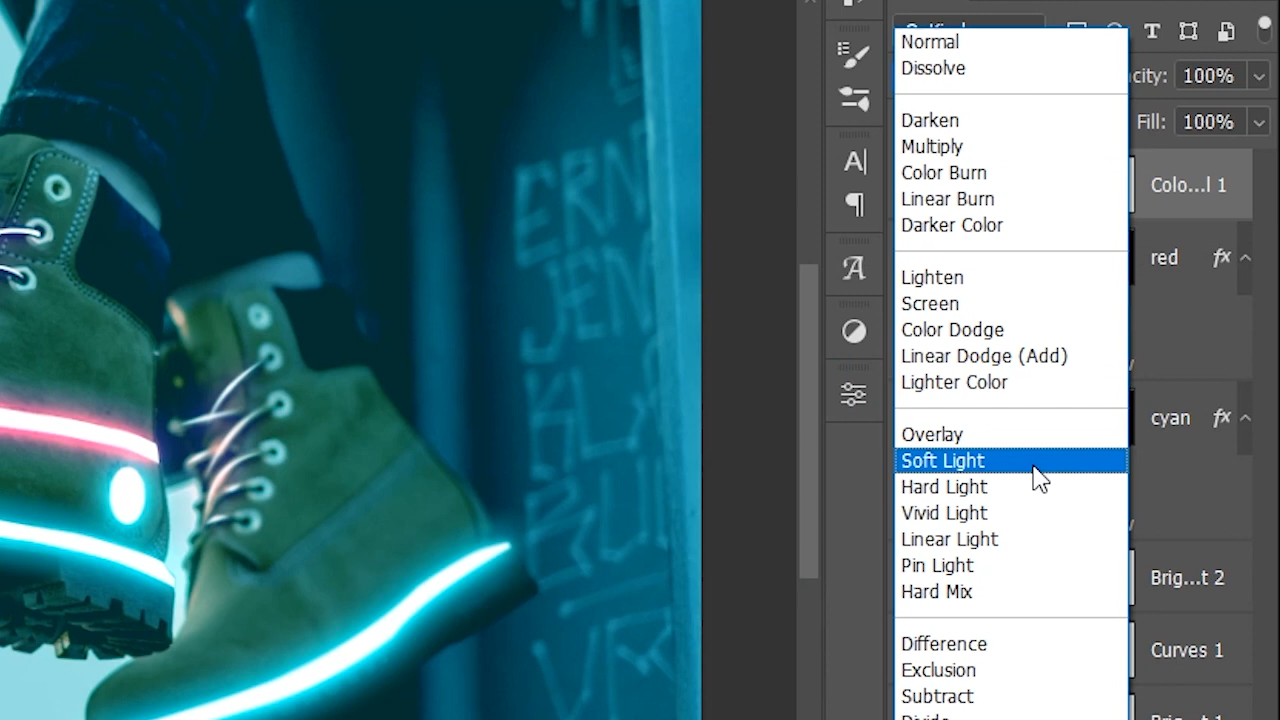 Normal
Dissolve
Darken
Multiply
Color Burn
Linear Burn
Darker Color
Lighten
Screen
Color Dodge
Linear Dodge (Add)
Lighter Color
Overlay
Soft Light
Hard Light
Vivid Light
Linear Light
Pin Light
Hard Mix
Difference
Exclusion
Subtract
city: 100%
Fill: 100%
Colo...l 1
red fx
cyan fx
Brig...t 2
Curves 1